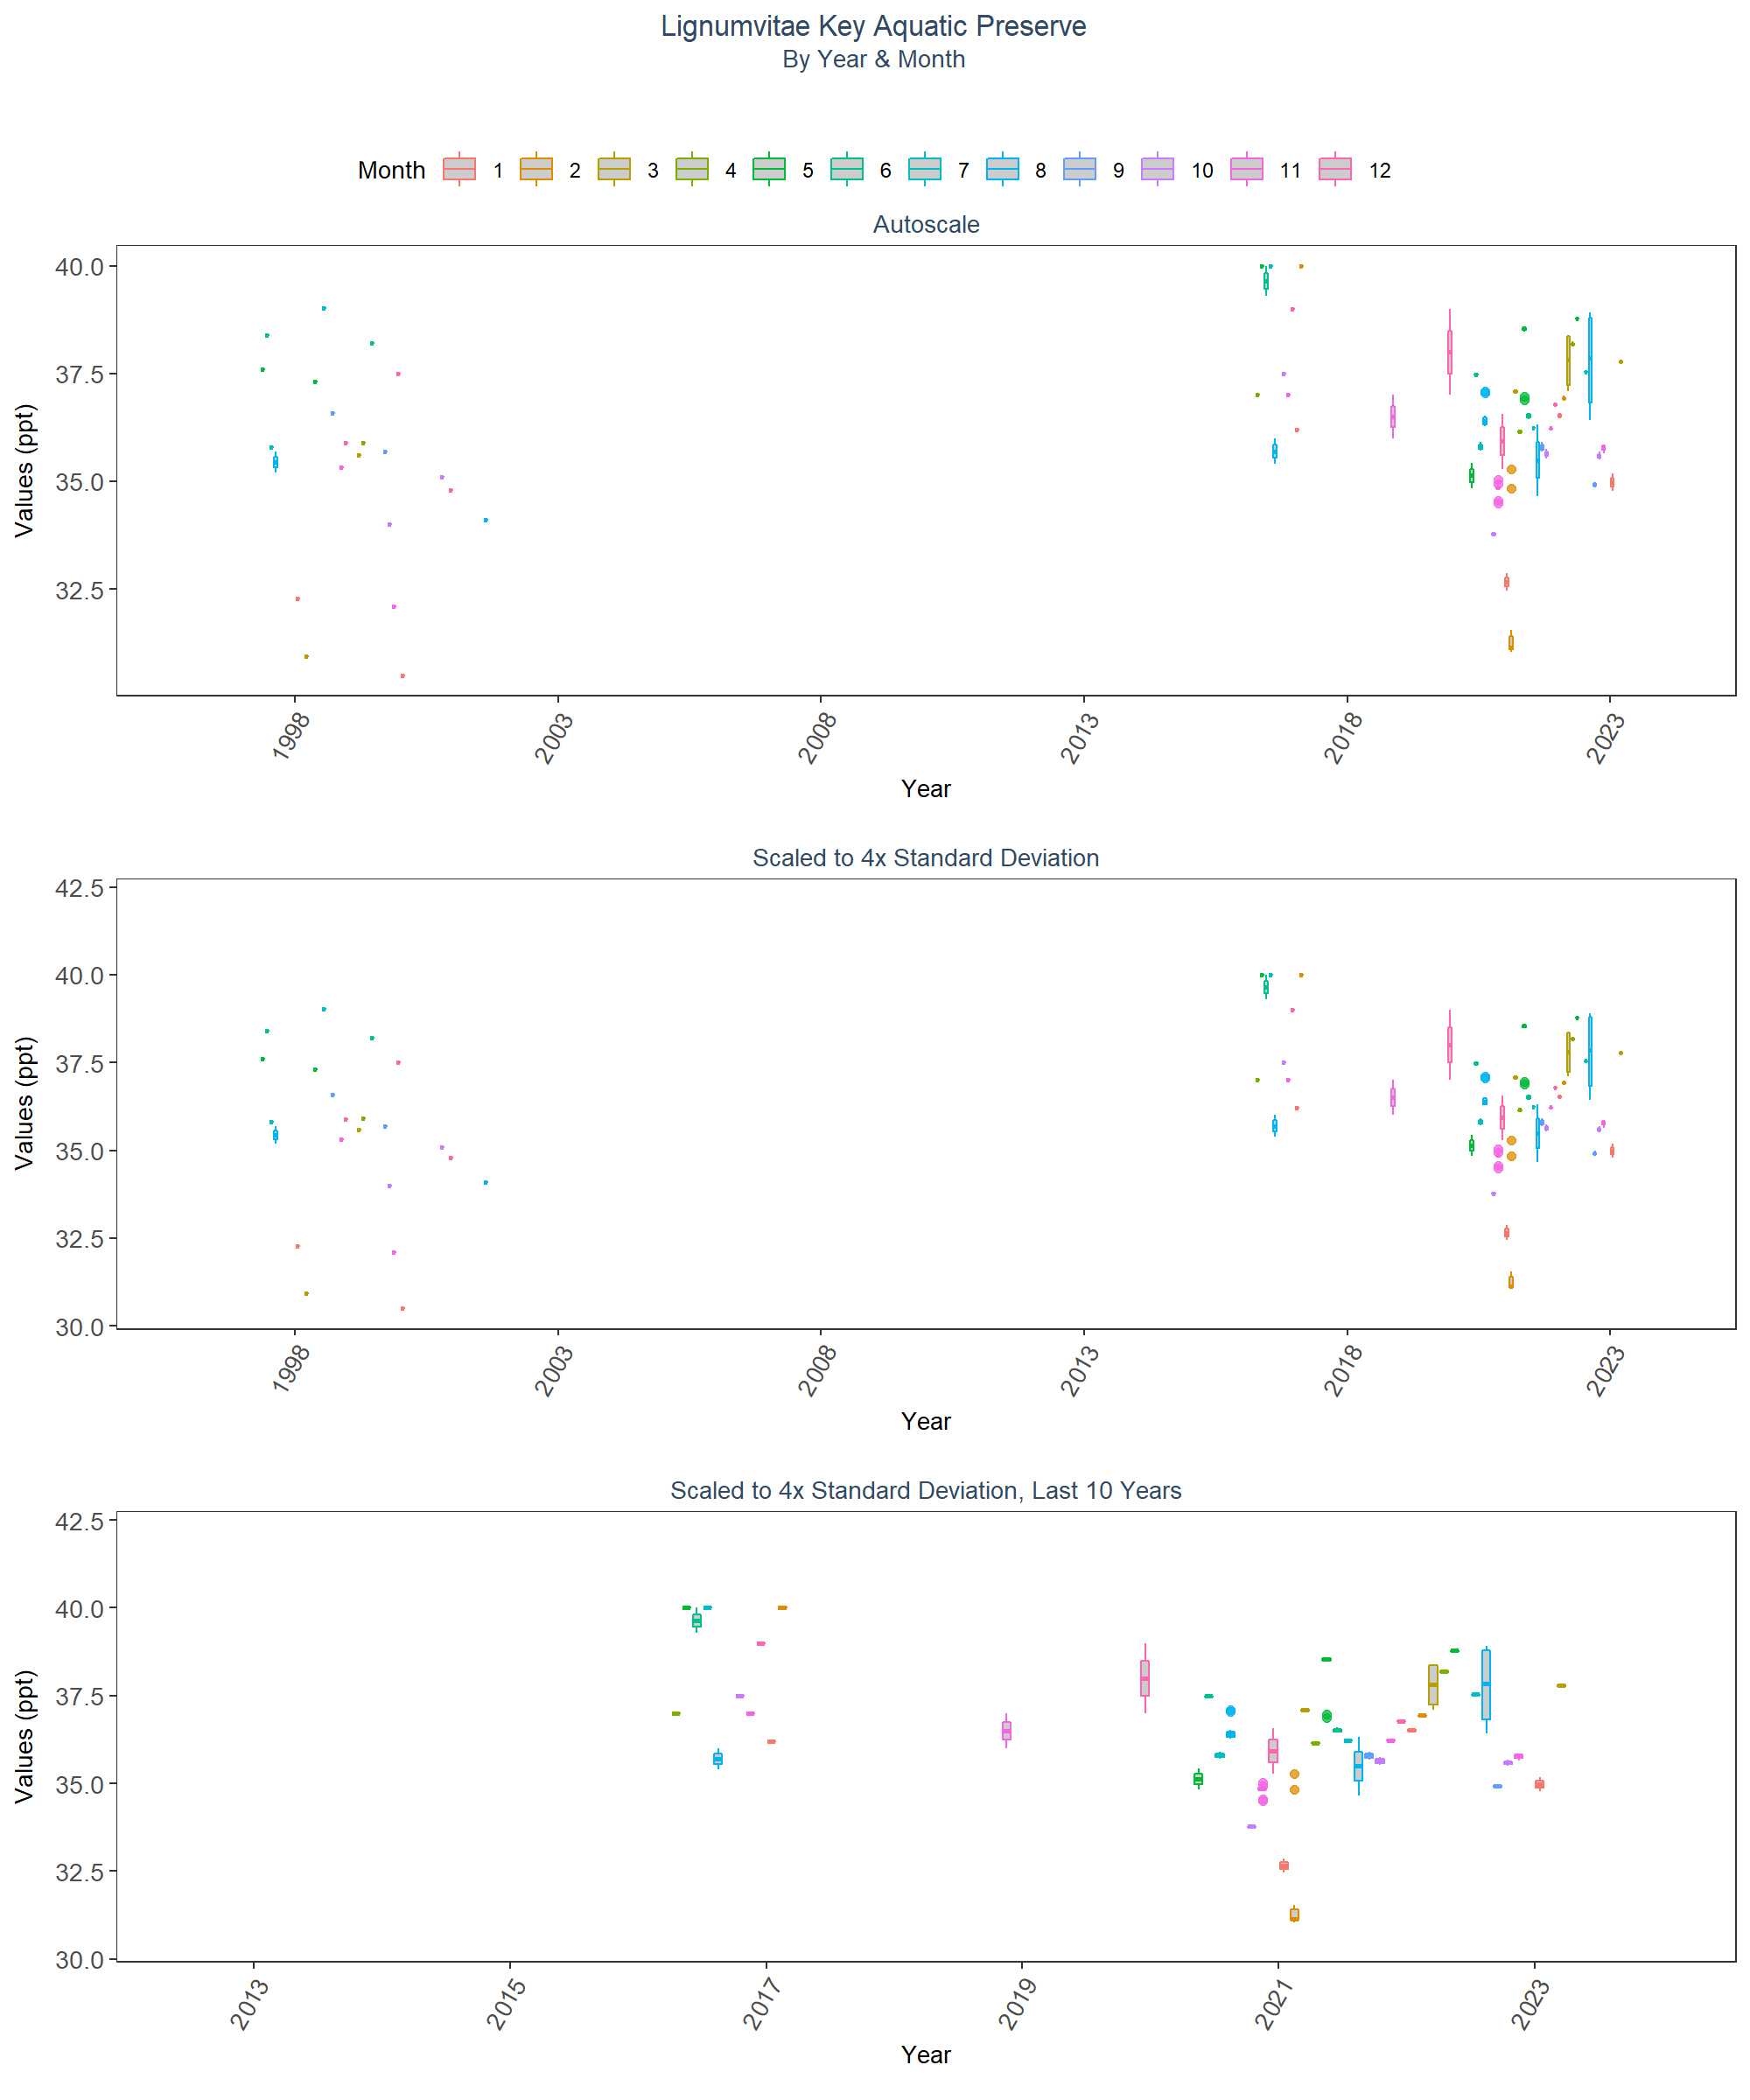 Lignumvitae Key Aquatic Preserve
By Year & Month
Month 1 2 3 4 5 6 7 8 9 10 11 12
Autoscale
Values (ppt)
40.0
37.5
35.0
32.5
1998 2003 2008 2013 2018 2023
Year
Scaled to 4x Standard Deviation
Values (ppt)
42.5
40.0
37.5
35.0
32.5
30.0
1998 2003 2008 2013 2018 2023
Year
Scaled to 4x Standard Deviation, Last 10 Years
Values (ppt)
42.5
40.0
37.5
35.0
32.5
30.0
2013 2015 2017 2019 2021 2023
Year